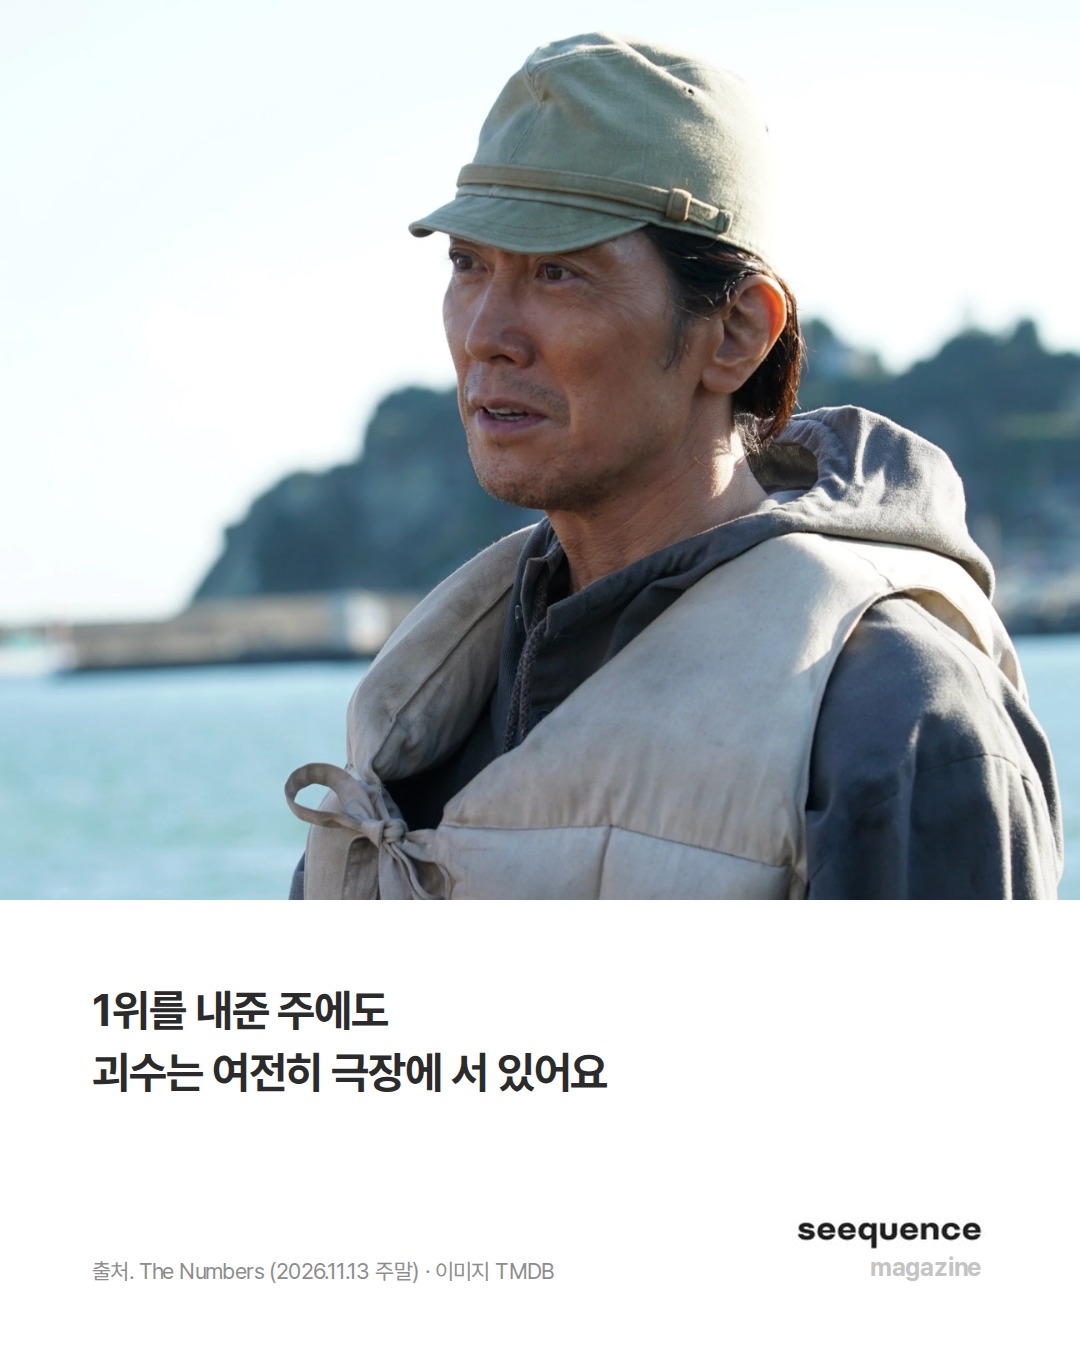 1위를 내준 주에도
괴수는 여전히 극장에 서 있어요
seequence
magazine
출처. The Numbers (2026.11.13 주말) · 이미지 TMDB